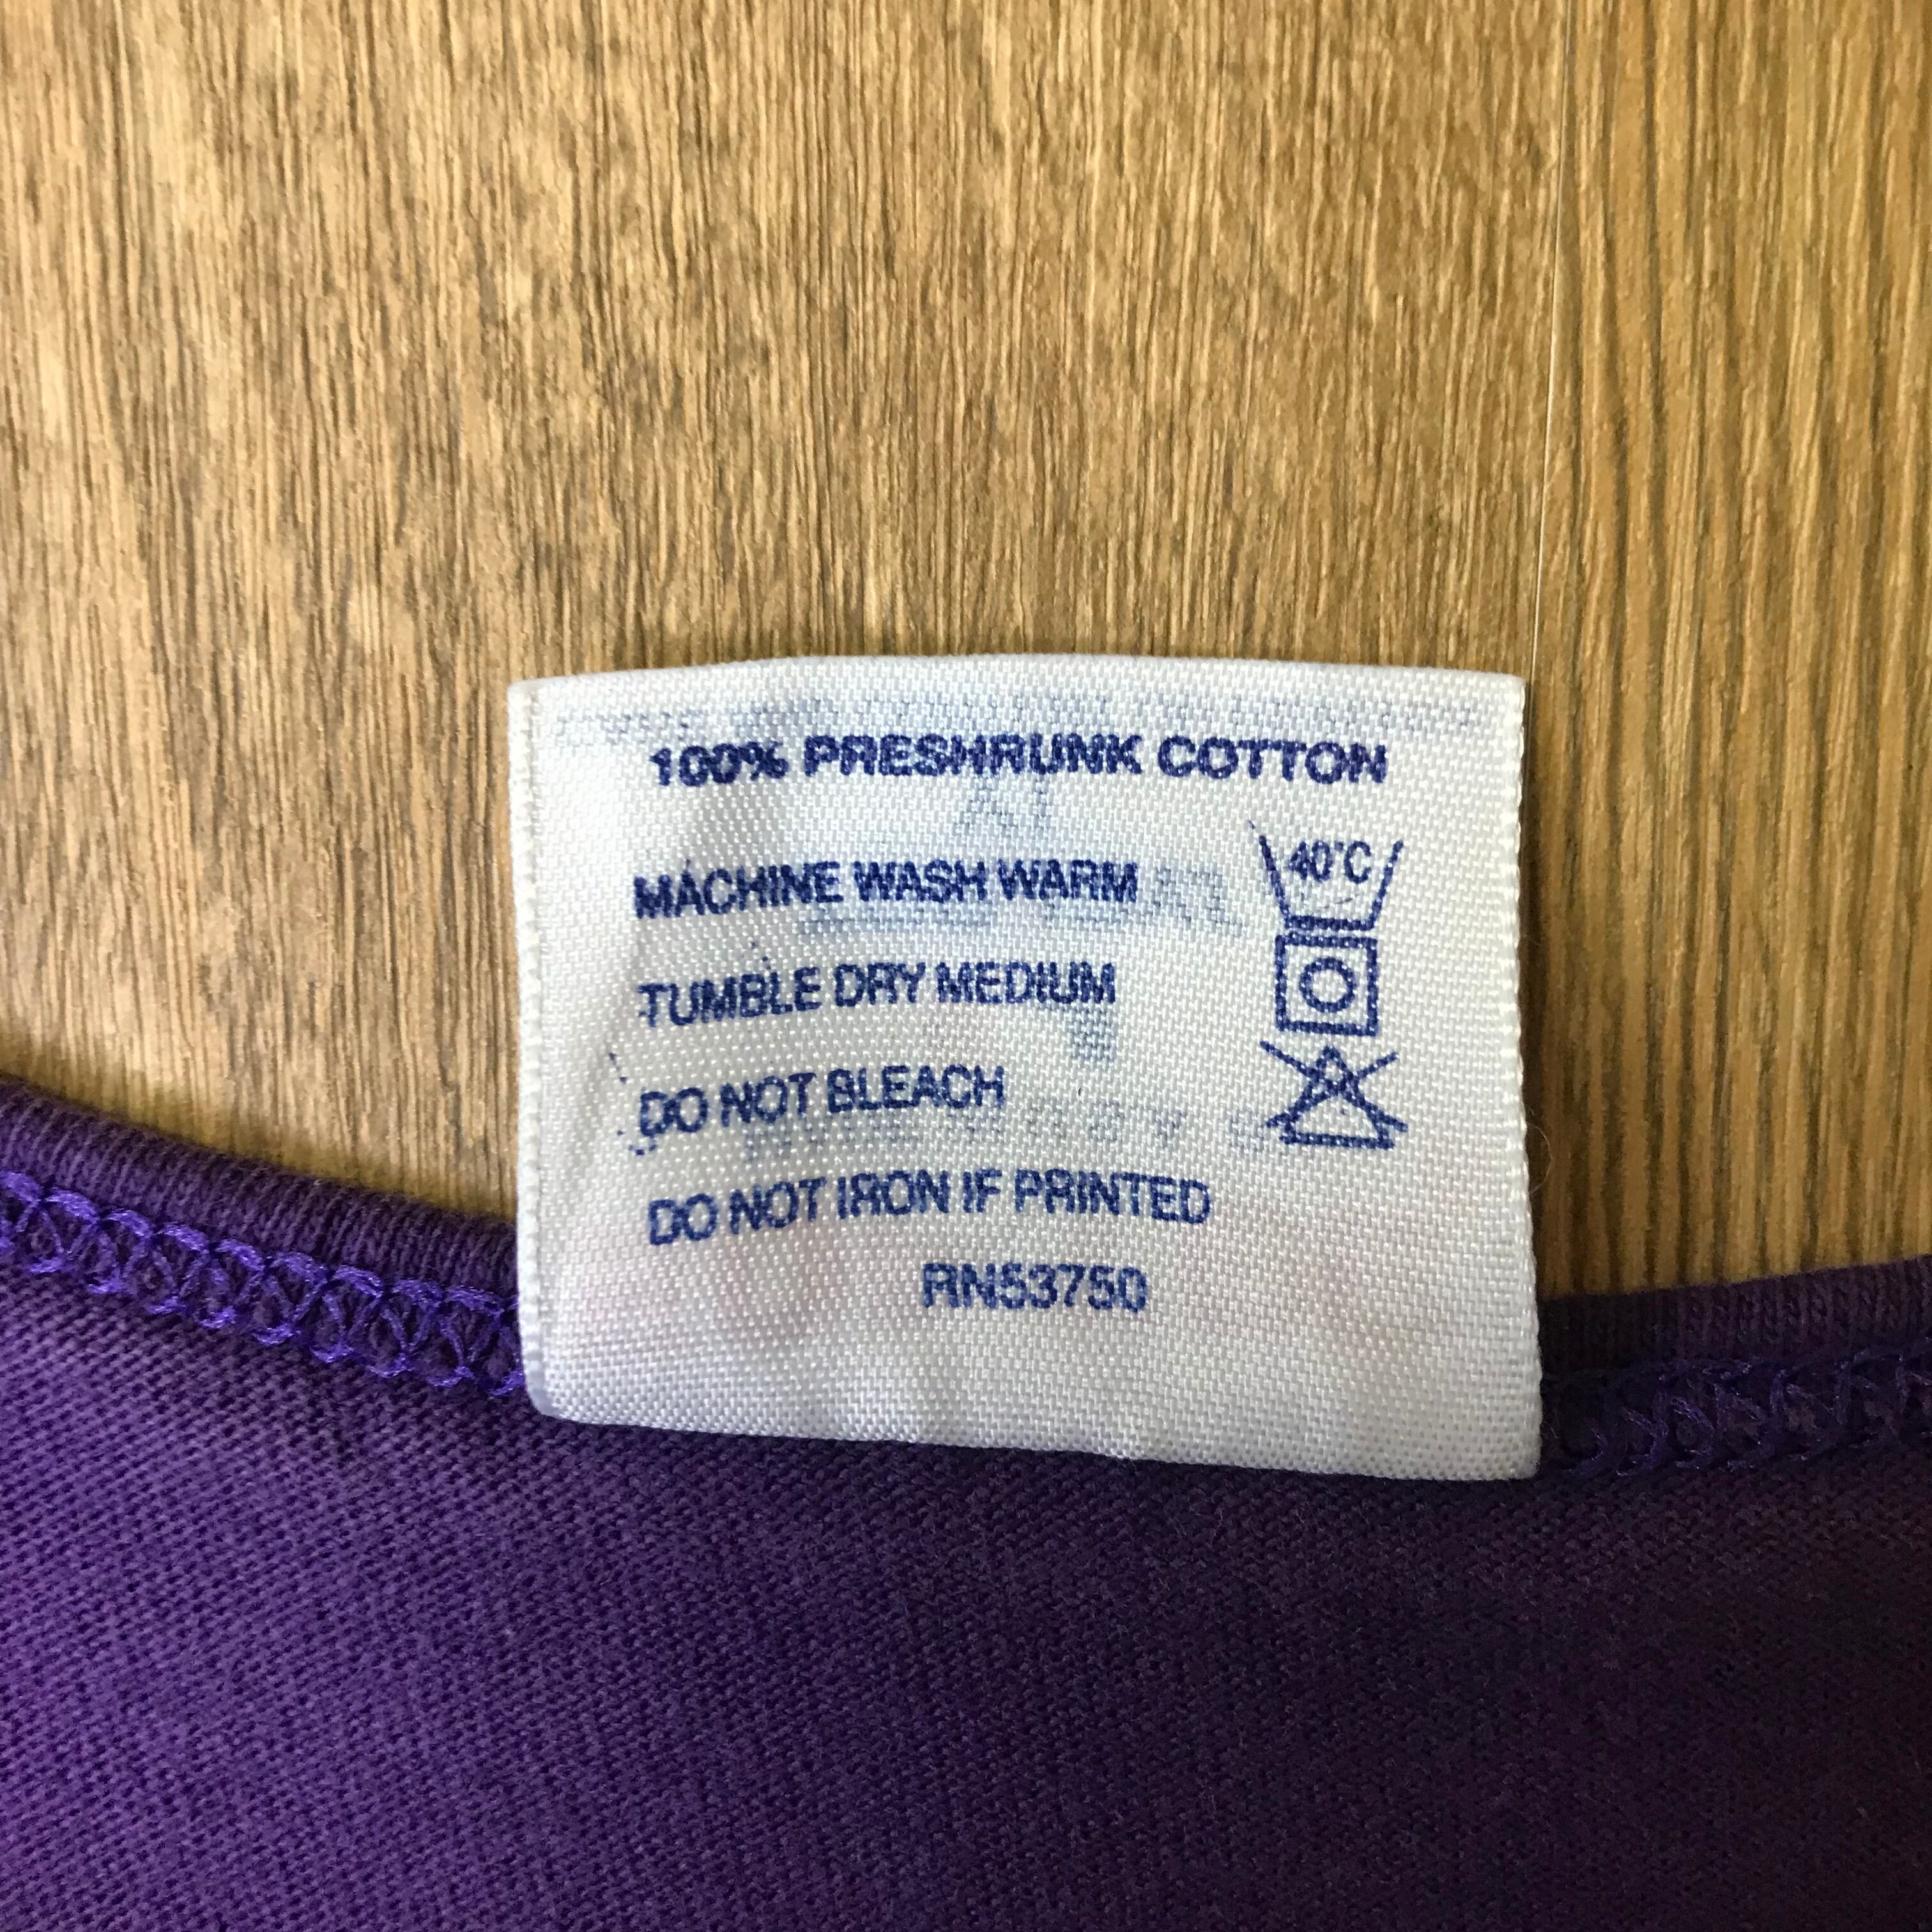 100% PRESHRUNK COTTON
MACHINE WASH WARM
40°C
TUMBLE DRY MEDIUM
DO NOT BLEACH
DO NOT IRON IF PRINTED
RN53750